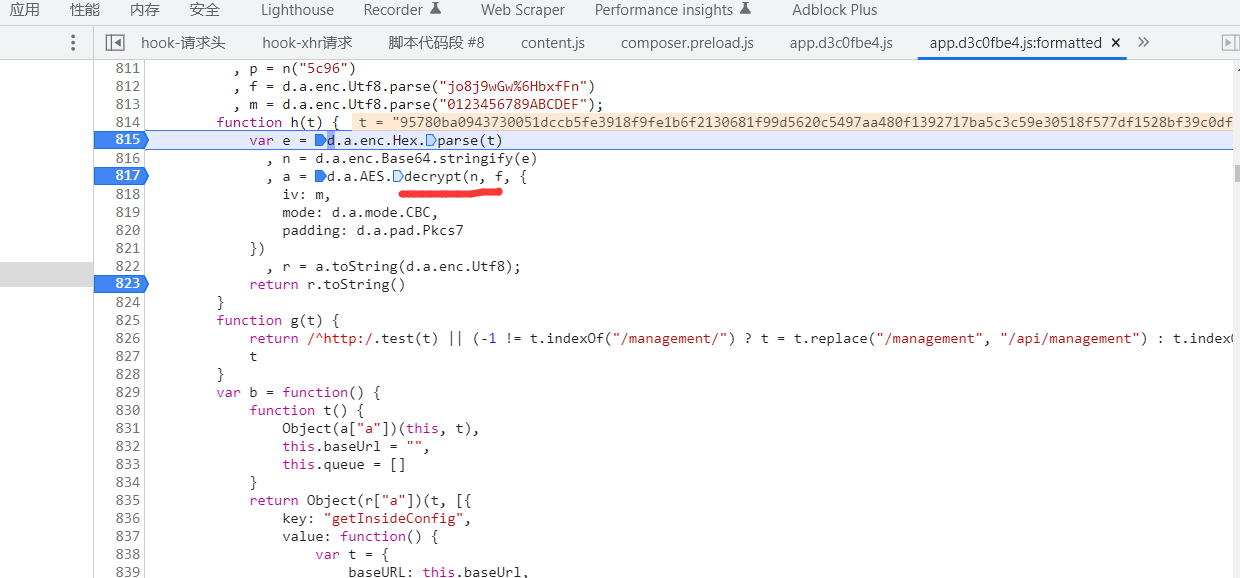 应用 性能 内存 安全 Lighthouse Recorder Web Scraper Performance insights Adblock Plus
hook-请求头 hook-xhr请求 脚本代码段 #8 content.js composer.preload.js app.d3c0fbe4.js app.d3c0fbe4.js:formatted × »
811 , p = n("5c96")
812 , f = d.a.enc.Utf8.parse("jo8j9wGw%6HbxfFn")
813 , m = d.a.enc.Utf8.parse("0123456789ABCDEF");
814 function h(t) { t = "95780ba0943730051dccb5fe3918f9fe1b6f2130681f99d5620c5497aa480f1392717ba5c3c59e30518f577df1528bf39c0df
815 var e = d.a.enc.Hex.parse(t)
816 , n = d.a.enc.Base64.stringify(e)
817 , a = d.a.AES.decrypt(n, f, {
818 iv: m,
819 mode: d.a.mode.CBC,
820 padding: d.a.pad.Pkcs7
821 })
822 , r = a.toString(d.a.enc.Utf8);
823 return r.toString()
824 }
825 function g(t) {
826 return /^http:/.test(t) || (-1 != t.indexOf("/management/") ? t = t.replace("/management", "/api/management") : t.indexO
827 t
828 }
829 var b = function() {
830 function t() {
831 Object(a["a"])(this, t),
832 this.baseUrl = "",
833 this.queue = []
834 }
835 return Object(r["a"])(t, [{
836 key: "getInsideConfig",
837 value: function() {
838 var t = {
839 baseURL: this.baseUrl,